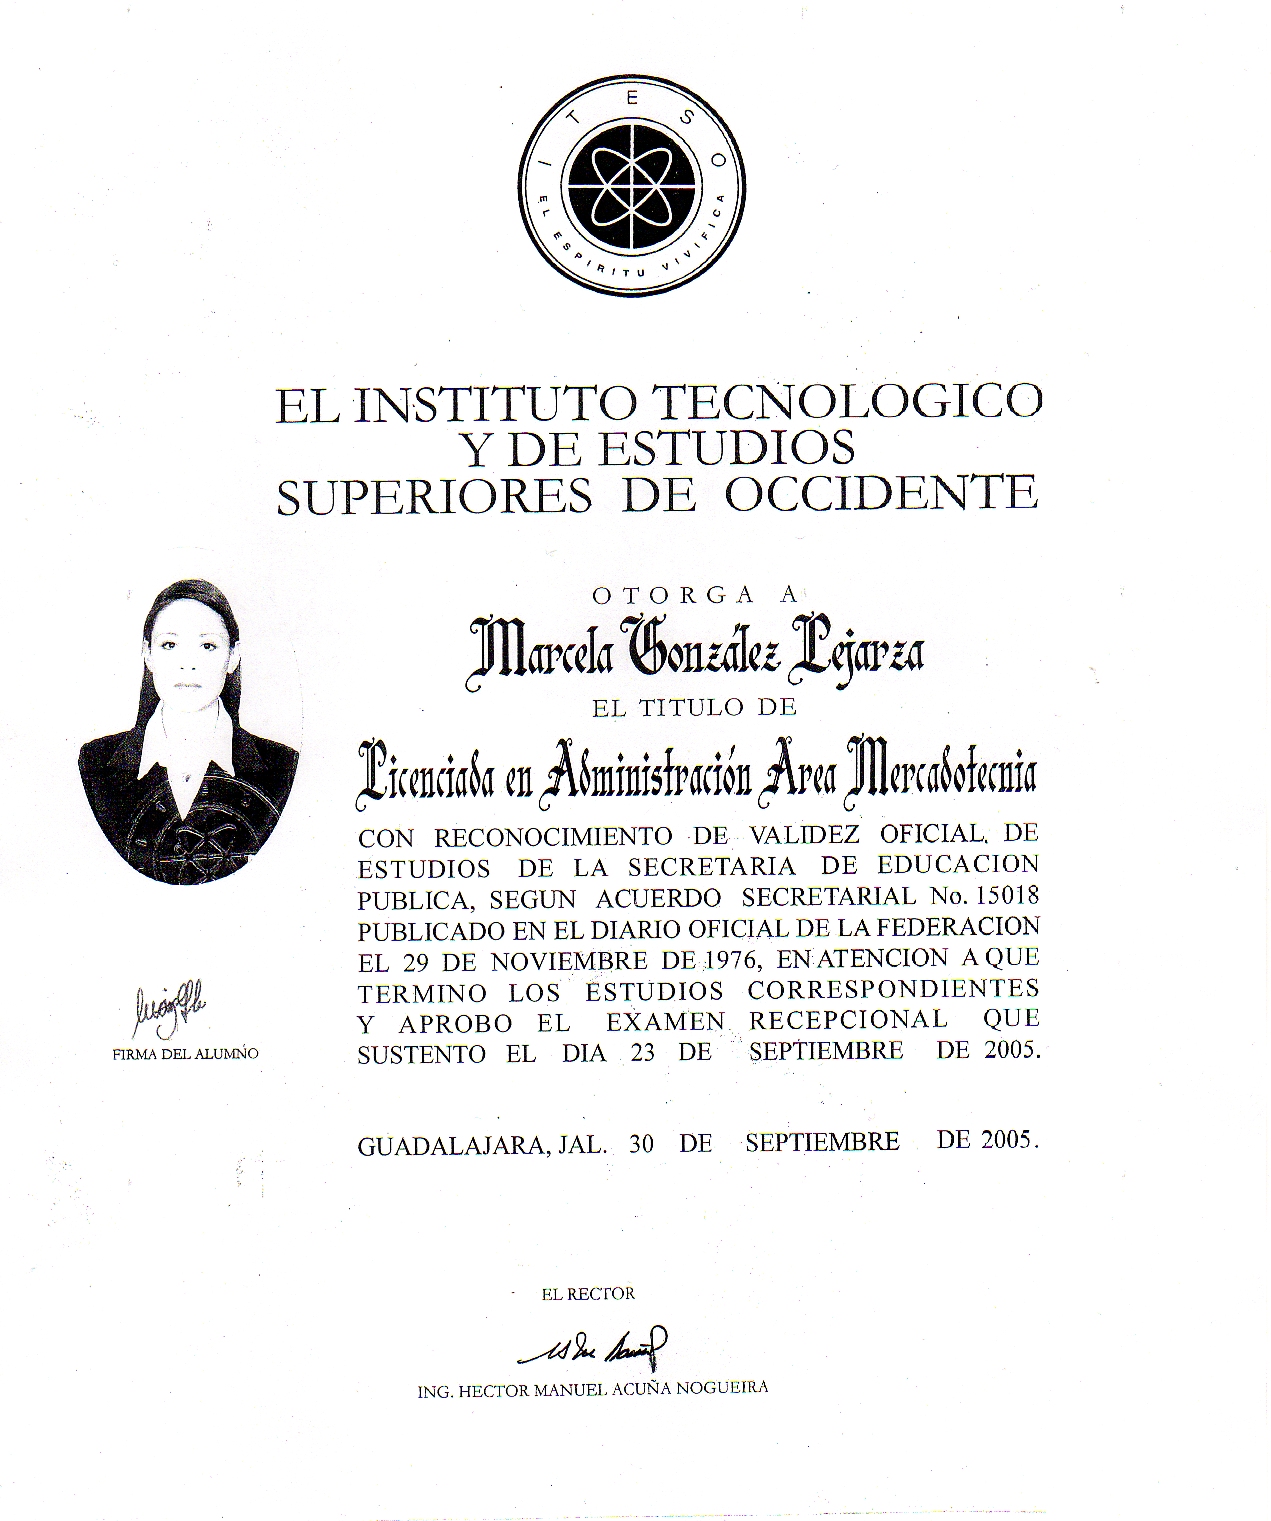 ITESO
EL ESPIRITU VIVIFICA
EL INSTITUTO TECNOLOGICO
Y DE ESTUDIOS
SUPERIORES DE OCCIDENTE
OTORGA A
Marcela González Lejarza
EL TITULO DE
Licenciada en Administración Area Mercadotecnia
CON RECONOCIMIENTO DE VALIDEZ OFICIAL DE
ESTUDIOS DE LA SECRETARIA DE EDUCACION
PUBLICA, SEGUN ACUERDO SECRETARIAL No. 15018
PUBLICADO EN EL DIARIO OFICIAL DE LA FEDERACION
EL 29 DE NOVIEMBRE DE 1976, EN ATENCION A QUE
TERMINO LOS ESTUDIOS CORRESPONDIENTES
Y APROBO EL EXAMEN RECEPCIONAL QUE
SUSTENTO EL DIA 23 DE SEPTIEMBRE DE 2005.
FIRMA DEL ALUMNO
GUADALAJARA, JAL. 30 DE SEPTIEMBRE DE 2005.
EL RECTOR
ING. HECTOR MANUEL ACUÑA NOGUEIRA